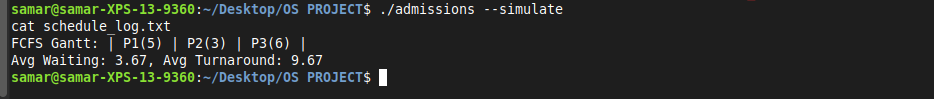 samar@samar-XPS-13-9360:~/Desktop/OS PROJECT$ ./admissions --simulate
cat schedule_log.txt
FCFS Gantt: | P1(5) | P2(3) | P3(6) |
Avg Waiting: 3.67, Avg Turnaround: 9.67
samar@samar-XPS-13-9360:~/Desktop/OS PROJECT$